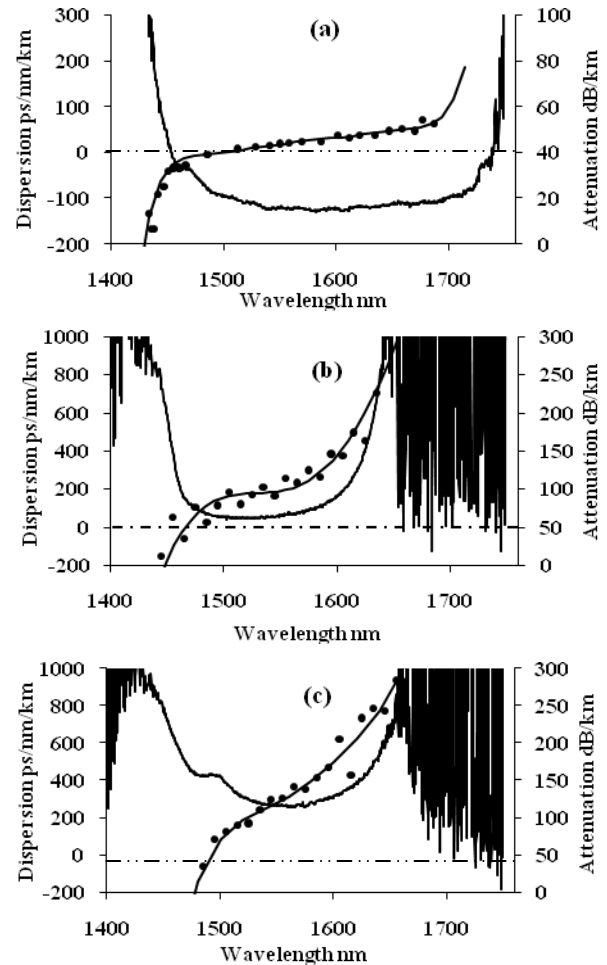 (a)
Dispersion ps/nm/km
300
200
100
0
-100
-200
100
80
60
40
20
0
Attenuation dB/km
1400 1500 1600 1700
Wavelength nm
(b)
Dispersion ps/nm/km
1000
800
600
400
200
0
-200
300
250
200
150
100
50
0
Attenuation dB/km
1400 1500 1600 1700
Wavelength nm
(c)
Dispersion ps/nm/km
1000
800
600
400
200
0
-200
300
250
200
150
100
50
0
Attenuation dB/km
1400 1500 1600 1700
Wavelength nm